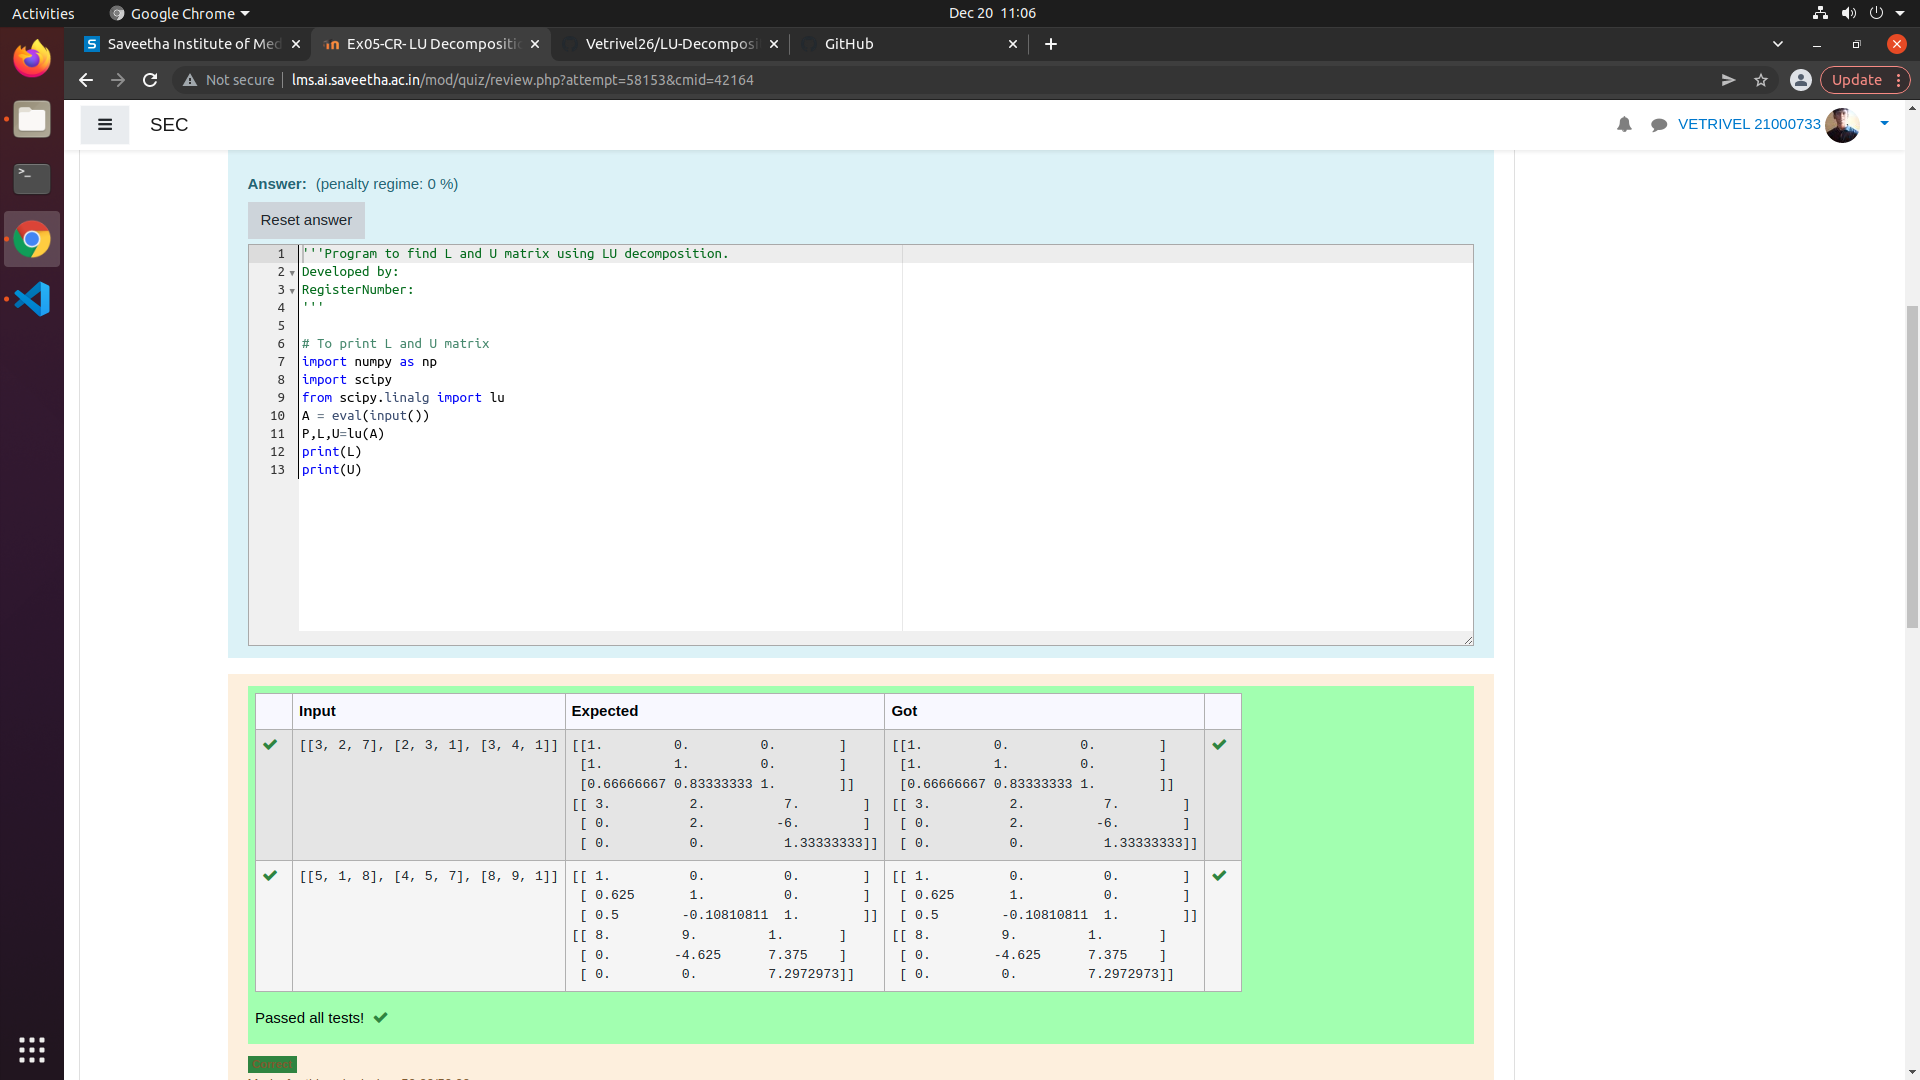 Activities
Google Chrome
Dec 20 11:06
Saveetha Institute of Med
Ex05-CR- LU Decompositi
Vetrivel26/LU-Decomposi
GitHub
Not secure
lms.ai.saveetha.ac.in/mod/quiz/review.php?attempt=58153&cmid=42164
Update
SEC
VETRIVEL 21000733
Answer: (penalty regime: 0 %)
Reset answer
1 '''Program to find L and U matrix using LU decomposition.
2 Developed by:
3 RegisterNumber:
4 '''
5
6 # To print L and U matrix
7 import numpy as np
8 import scipy
9 from scipy.linalg import lu
10 A = eval(input())
11 P,L,U=lu(A)
12 print(L)
13 print(U)
Input Expected Got
[[3, 2, 7], [2, 3, 1], [3, 4, 1]] [[1. 0. 0. ] [[1. 0. 0. ]
[1. 1. 0. ] [1. 1. 0. ]
[0.66666667 0.83333333 1. ]] [0.66666667 0.83333333 1. ]]
[[ 3. 2. 7. ] [[ 3. 2. 7. ]
[ 0. 2. -6. ] [ 0. 2. -6. ]
[ 0. 0. 1.33333333]] [ 0. 0. 1.33333333]]
[[5, 1, 8], [4, 5, 7], [8, 9, 1]] [[ 1. 0. 0. ] [[ 1. 0. 0. ]
[ 0.625 1. 0. ] [ 0.625 1. 0. ]
[ 0.5 -0.10810811 1. ]] [ 0.5 -0.10810811 1. ]]
[[ 8. 9. 1. ] [[ 8. 9. 1. ]
[ 0. -4.625 7.375 ] [ 0. -4.625 7.375 ]
[ 0. 0. 7.2972973]] [ 0. 0. 7.2972973]]
Passed all tests!
Correct